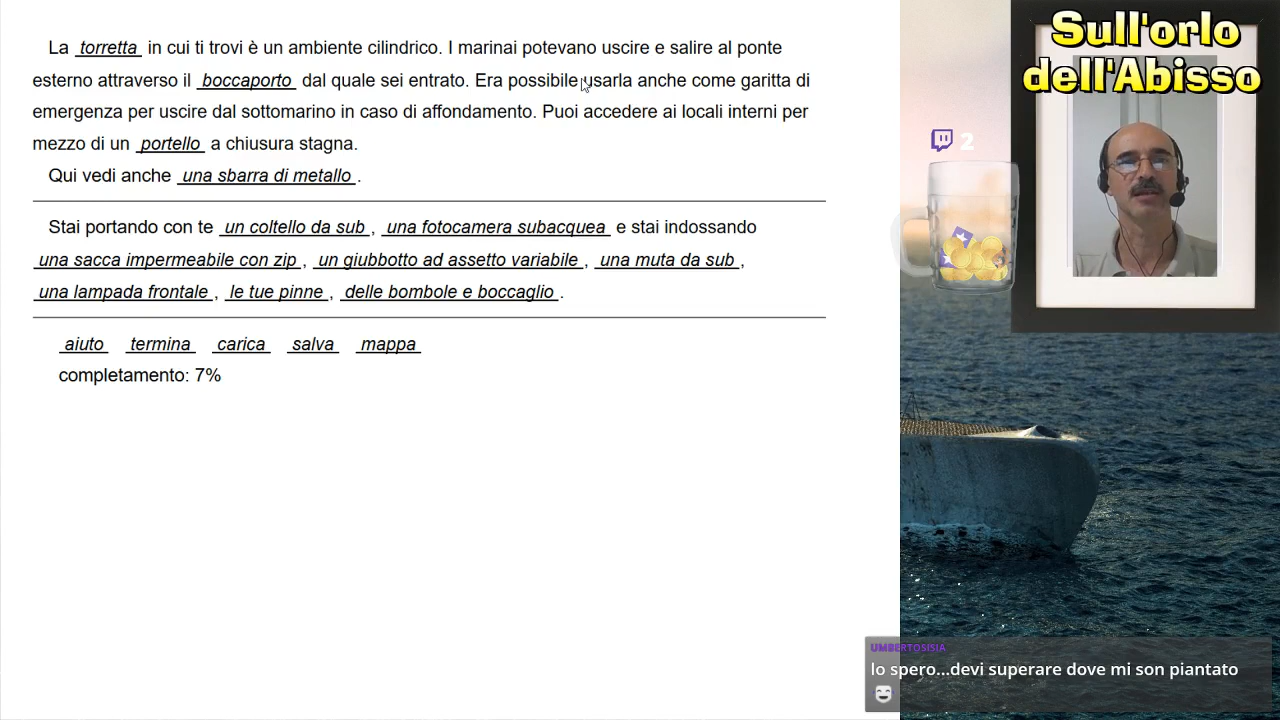 La torretta in cui ti trovi è un ambiente cilindrico. I marinai potevano uscire e salire al ponte
esterno attraverso il boccaporto dal quale sei entrato. Era possibile usarla anche come garitta di
emergenza per uscire dal sottomarino in caso di affondamento. Puoi accedere ai locali interni per
mezzo di un portello a chiusura stagna.
Qui vedi anche una sbarra di metallo .
Stai portando con te un coltello da sub , una fotocamera subacquea e stai indossando
una sacca impermeabile con zip , un giubbotto ad assetto variabile , una muta da sub ,
una lampada frontale , le tue pinne , delle bombole e boccaglio .
aiuto termina carica salva mappa
completamento: 7%
Sull'orlo
dell'Abisso
2
UMBERTOSISIA
lo spero...devi superare dove mi son piantato